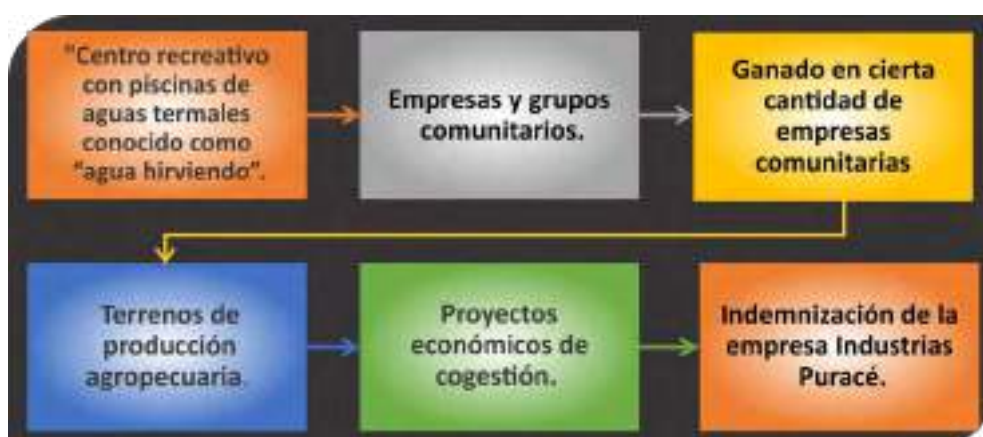 "Centro recreativo
con piscinas de
aguas termales
conocido como
"agua hirviendo".
Empresas y grupos
comunitarios.
Ganado en cierta
cantidad de
empresas
comunitarias
Terrenos de
producción
agropecuaria.
Proyectos
económicos de
cogestión.
Indemnización de la
empresa Industrias
Puracé.